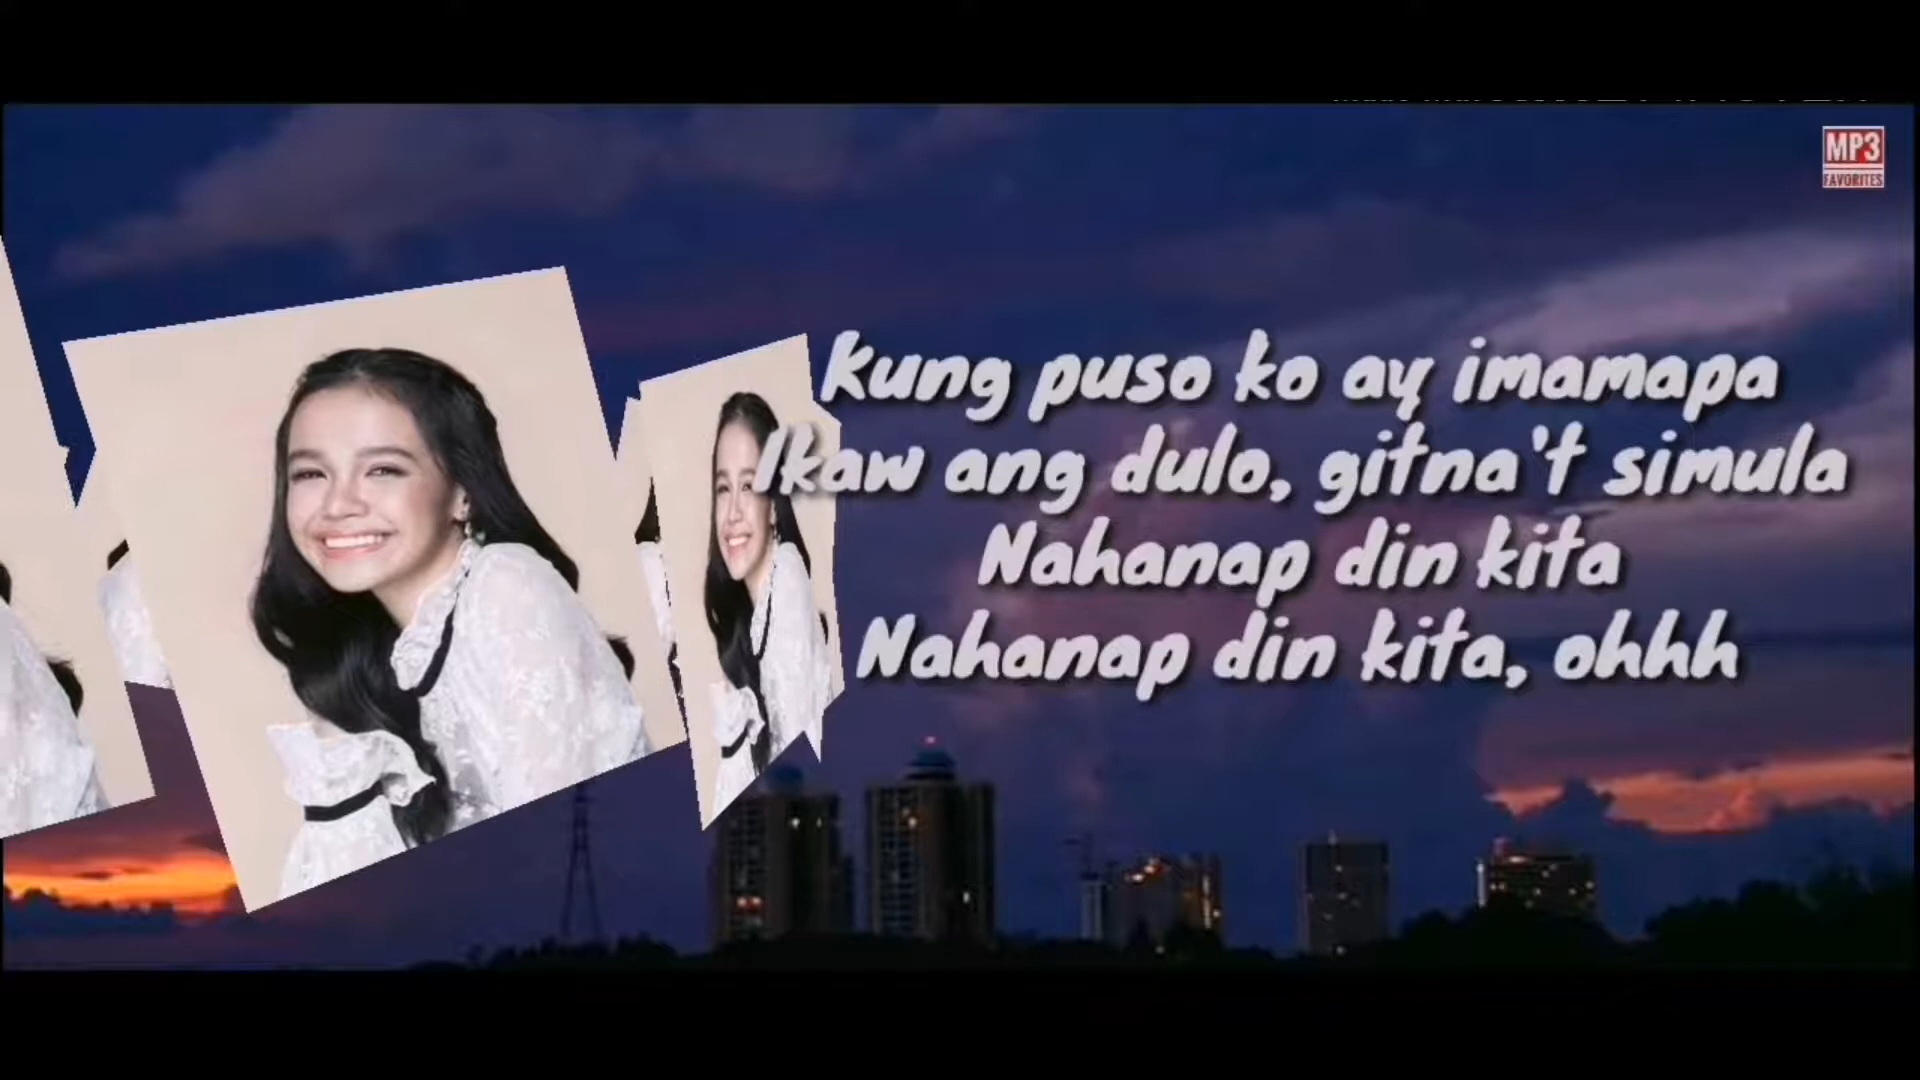 MP3
FAVORITES
Kung puso ko ay imamapa
Ikaw ang dulo, gitna't simula
Nahanap din kita
Nahanap din kita, ohhh